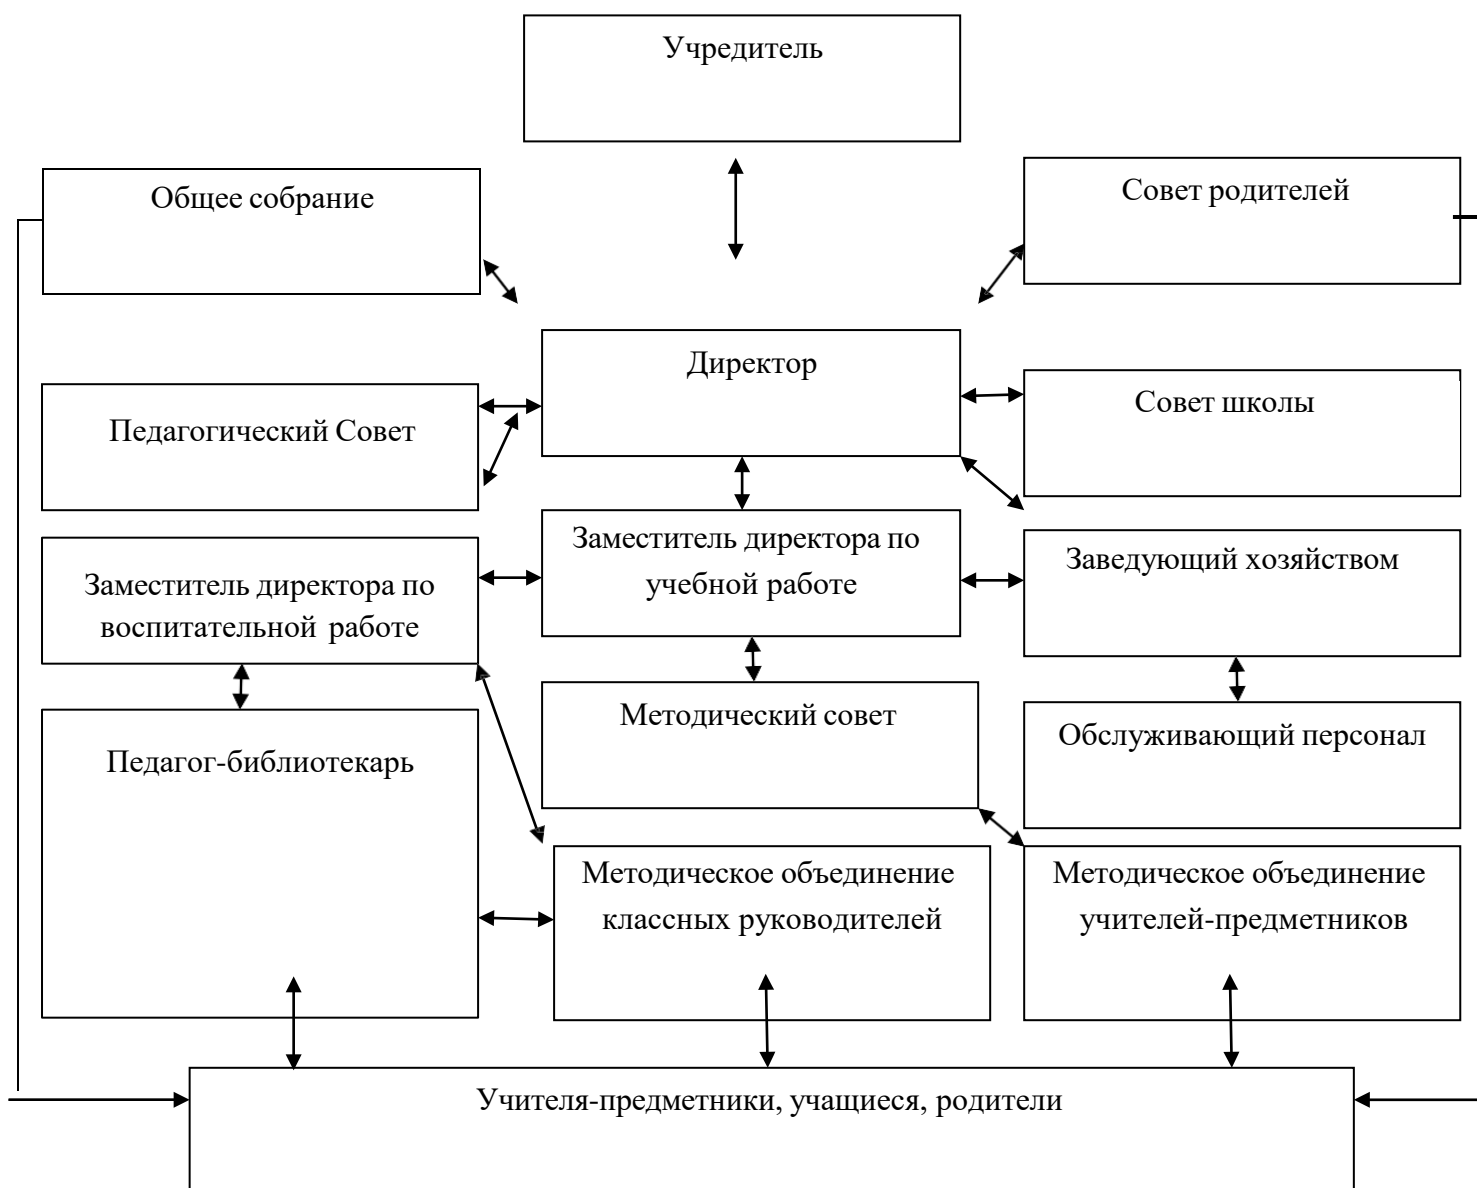 Учредитель
Общее собрание
Совет родителей
Директор
Педагогический Совет
Совет школы
Заместитель директора по
воспитательной работе
Заместитель директора по
учебной работе
Заведующий хозяйством
Педагог-библиотекарь
Методический совет
Обслуживающий персонал
Методическое объединение
классных руководителей
Методическое объединение
учителей-предметников
Учителя-предметники, учащиеся, родители